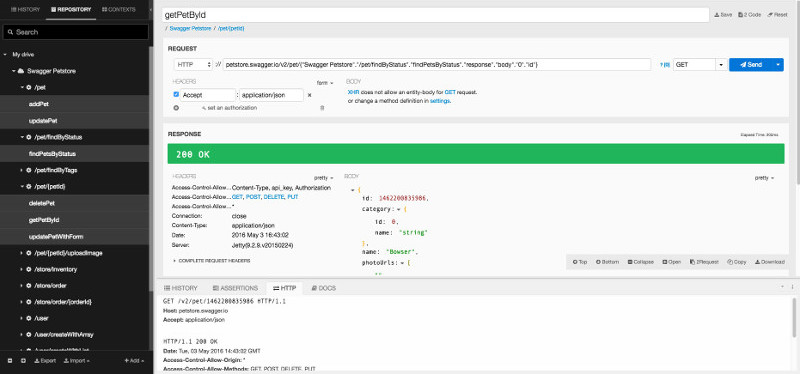 HISTORY
REPOSITORY
CONTEXTS
Search
My drive
Swagger Petstore
/pet
addPet
updatePet
/pet/findByStatus
findPetsByStatus
/pet/findByTags
/pet/{petId}
deletePet
getPetById
updatePetWithForm
/pet/{petId}/uploadImage
/store/inventory
/store/order
/store/order/{orderId}
/user
/user/createWithArray
/user/createWithList
Export
Import
Add
getPetById
Save
2 Code
Reset
/ Swagger Petstore / /pet/{petId}
REQUEST
HTTP
://
petstore.swagger.io/v2/pet/{"Swagger Petstore"."/pet/findByStatus"."findPetsByStatus"."response"."body"."0"."id"}
GET
Send
HEADERS
form
BODY
Accept : application/json
set an authorization
XHR does not allow an entity-body for GET request.
or change a method definition in settings.
RESPONSE
200 OK
HEADERS
pretty
BODY
pretty
Access-Control-Allow... Content-Type, api_key, Authorization
Access-Control-Allow... GET, POST, DELETE, PUT
Access-Control-Allow... *
Connection: close
Content-Type: application/json
Date: 2016 May 3 16:43:02
Server: Jetty(9.2.9.v20150224)
COMPLETE REQUEST HEADERS
{
id: 1462200835986,
category: {
id: 0,
name: "string"
},
name: "Bowser",
photoUrls: [
""
Top
Bottom
Collapse
Open
2Request
Copy
Download
HISTORY
ASSERTIONS
HTTP
DOCS
GET /v2/pet/1462200835986 HTTP/1.1
Host: petstore.swagger.io
Accept: application/json
HTTP/1.1 200 OK
Date: Tue, 03 May 2016 14:43:02 GMT
Access-Control-Allow-Origin: *
Access-Control-Allow-Methods: GET, POST, DELETE, PUT